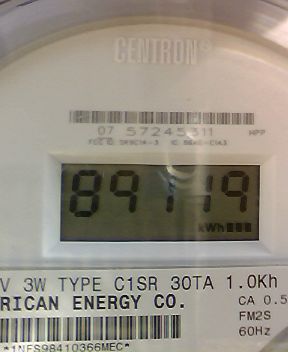 CENTRON®
07 57245311
89119
kWh
V 3W TYPE C1SR 30TA 1.0Kh
RICAN ENERGY CO.
CA 0.5
FM2S
60Hz
*1NFS98410366MEC*